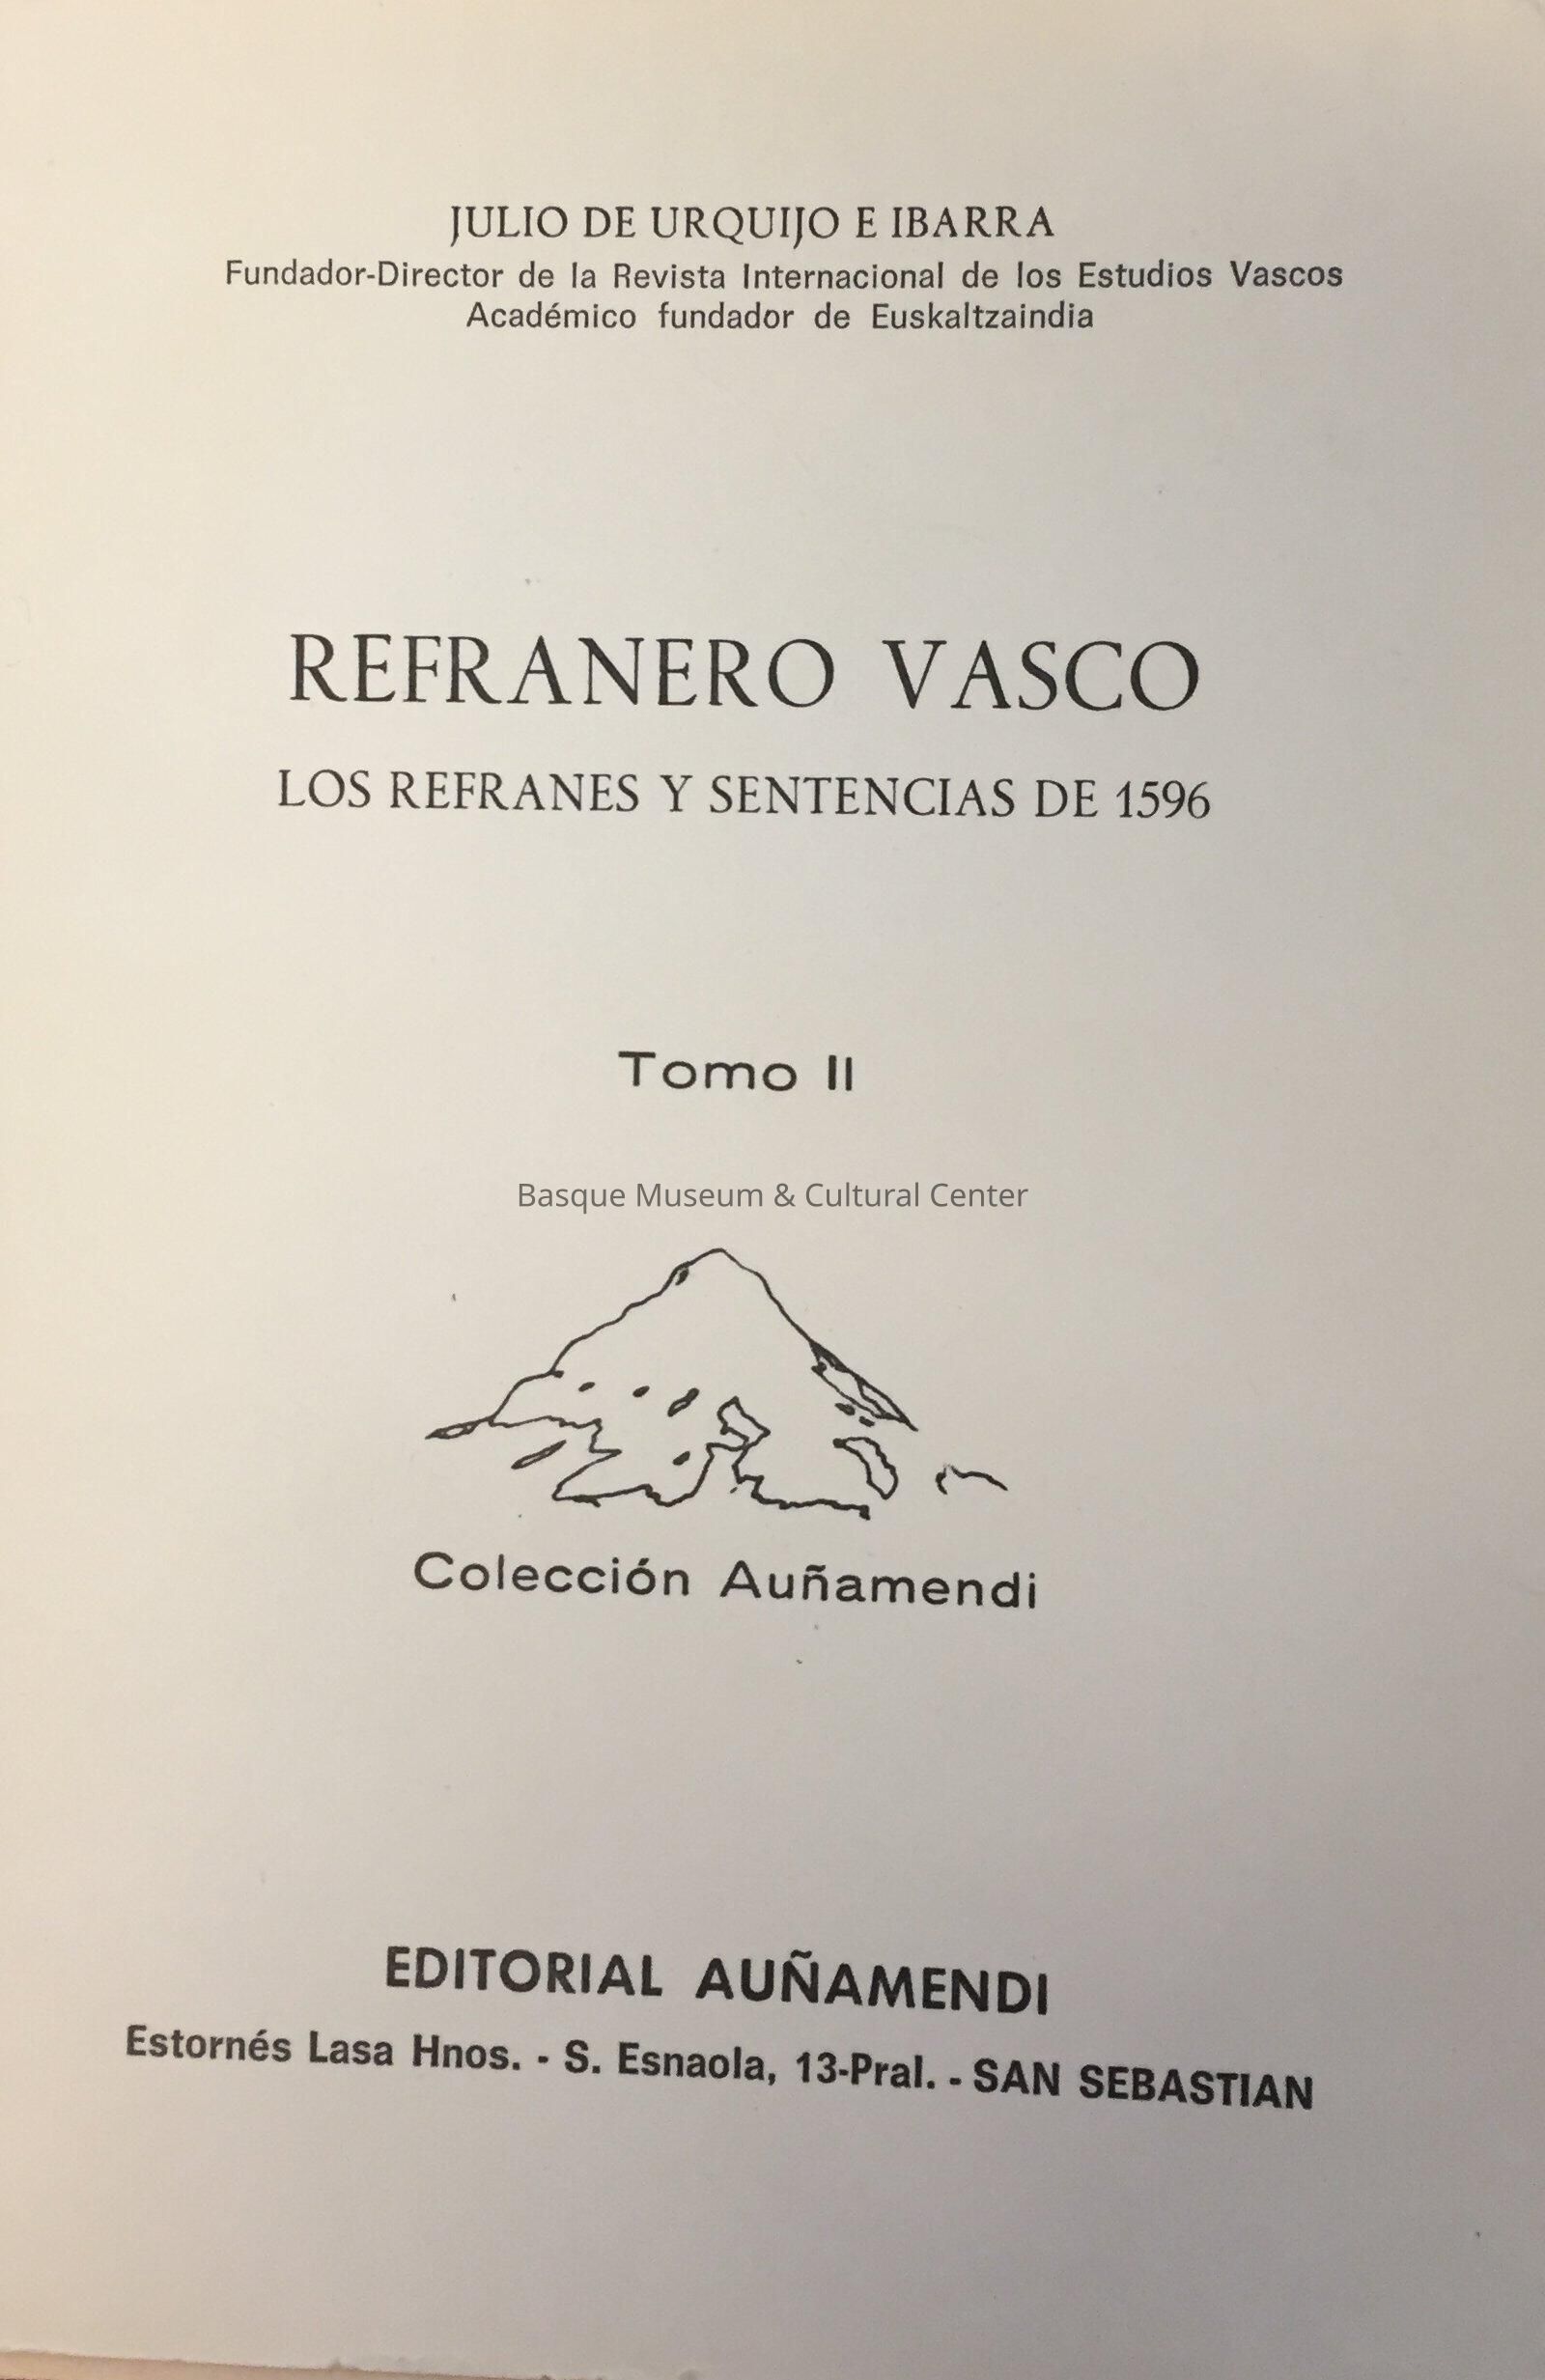 JULIO DE URQUIJO E IBARRA
Fundador-Director de la Revista Internacional de los Estudios Vascos
Académico fundador de Euskaltzaindia
REFRANERO VASCO
LOS REFRANES Y SENTENCIAS DE 1596
Tomo II
Basque Museum & Cultural Center
Colección Auñamendi
EDITORIAL AUÑAMENDI
Estornés Lasa Hnos. - S. Esnaola, 13-Pral. - SAN SEBASTIAN